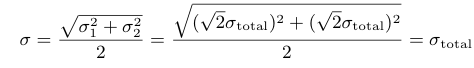 σ = √(σ₁² + σ₂²) / 2 = √((√2σ_total)² + (√2σ_total)²) / 2 = σ_total